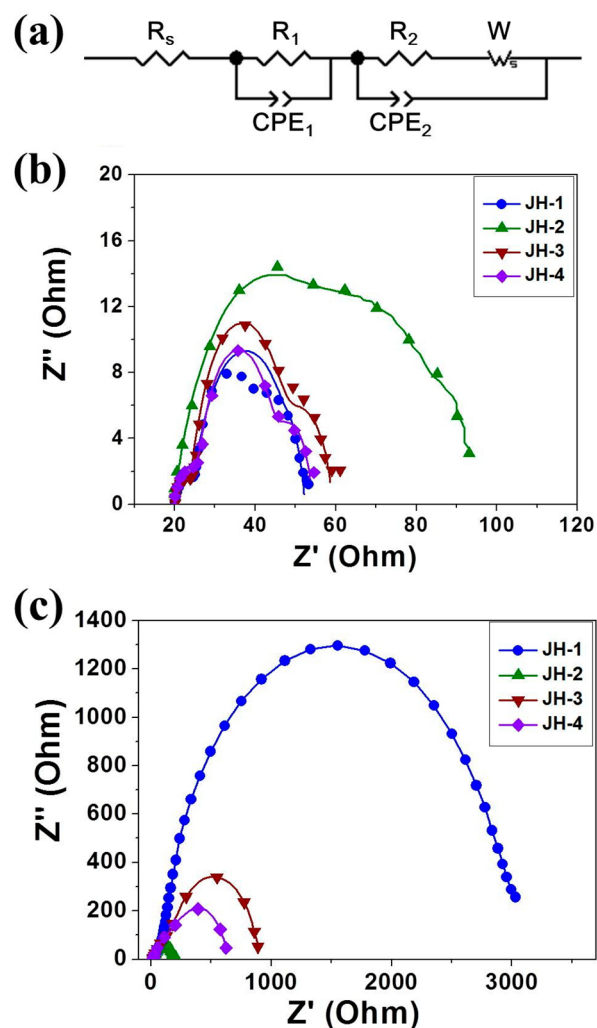 (a)
Rs R1 R2 W
s
CPE1 CPE2
(b)
20
16
12
8
4
0
Z'' (Ohm)
JH-1
JH-2
JH-3
JH-4
0 20 40 60 80 100 120
Z' (Ohm)
(c)
1400
1200
1000
800
600
400
200
0
Z'' (Ohm)
JH-1
JH-2
JH-3
JH-4
0 1000 2000 3000
Z' (Ohm)